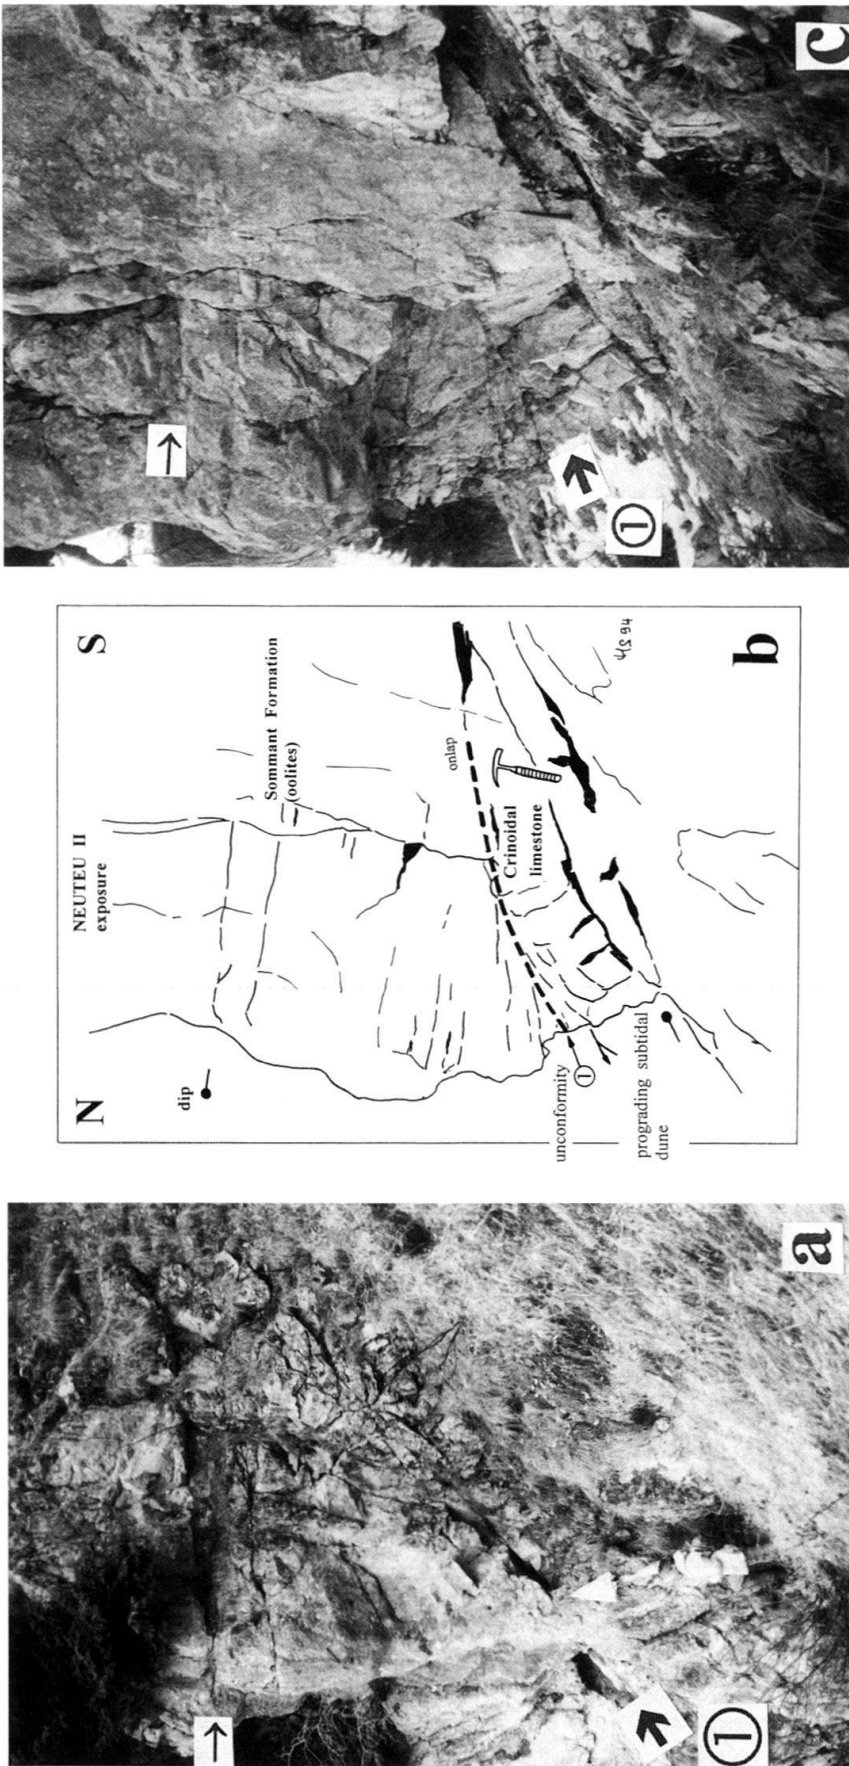 →
①
a
N
S
NEUTEU II
exposure
dip
Sommant Formation
(oolites)
onlap
Crinoidal
limestone
unconformity
①
prograding subtidal
dune
b
→
①
c